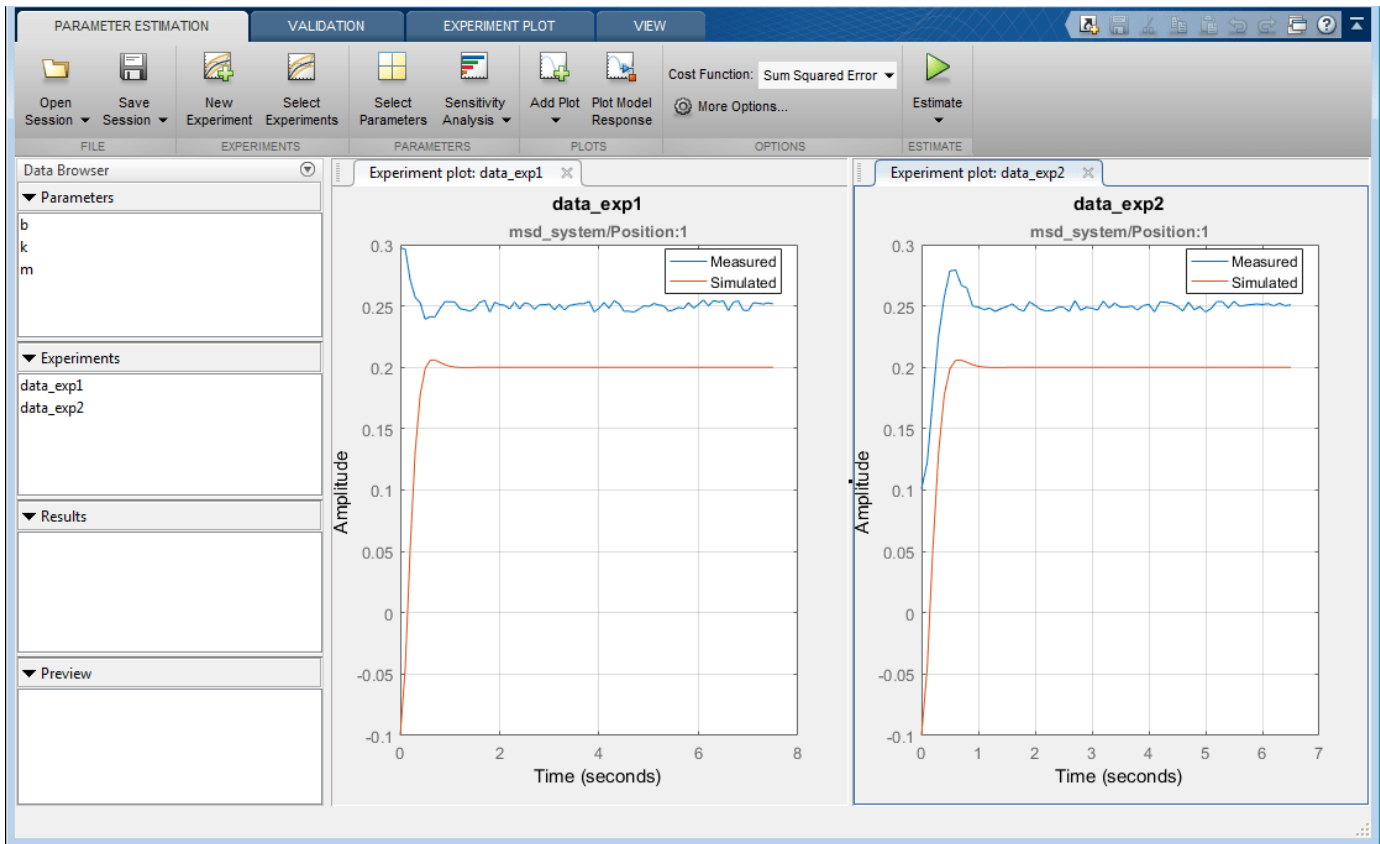 PARAMETER ESTIMATION VALIDATION EXPERIMENT PLOT VIEW
Open Session
Save Session
New Experiment
Select Experiments
Select Parameters
Sensitivity Analysis
Add Plot
Plot Model Response
Cost Function: Sum Squared Error
More Options...
Estimate
FILE EXPERIMENTS PARAMETERS PLOTS OPTIONS ESTIMATE
Data Browser
Parameters
b
k
m
Experiments
data_exp1
data_exp2
Results
Preview
Experiment plot: data_exp1
data_exp1
msd_system/Position:1
Measured
Simulated
0.3
0.25
0.2
0.15
0.1
0.05
0
-0.05
-0.1
Amplitude
0 2 4 6 8
Time (seconds)
Experiment plot: data_exp2
data_exp2
msd_system/Position:1
Measured
Simulated
0.3
0.25
0.2
0.15
0.1
0.05
0
-0.05
-0.1
Amplitude
0 1 2 3 4 5 6 7
Time (seconds)